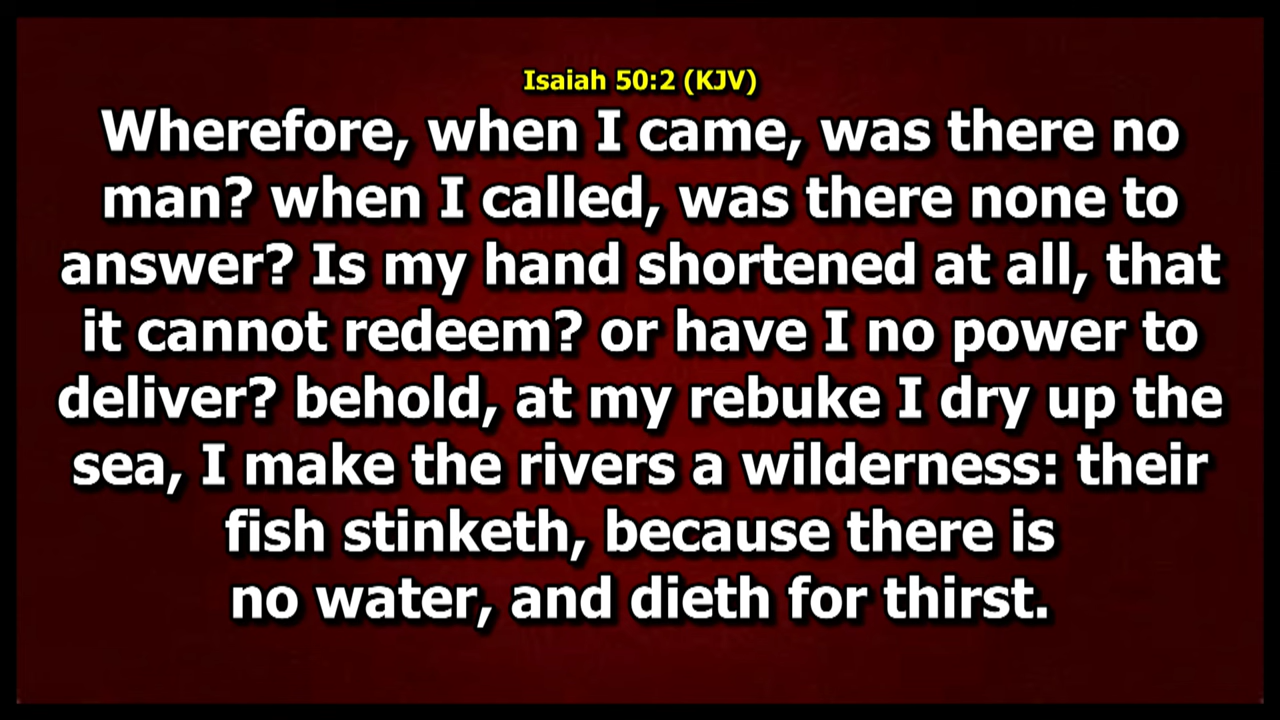 Isaiah 50:2 (KJV)
Wherefore, when I came, was there no
man? when I called, was there none to
answer? Is my hand shortened at all, that
it cannot redeem? or have I no power to
deliver? behold, at my rebuke I dry up the
sea, I make the rivers a wilderness: their
fish stinketh, because there is
no water, and dieth for thirst.